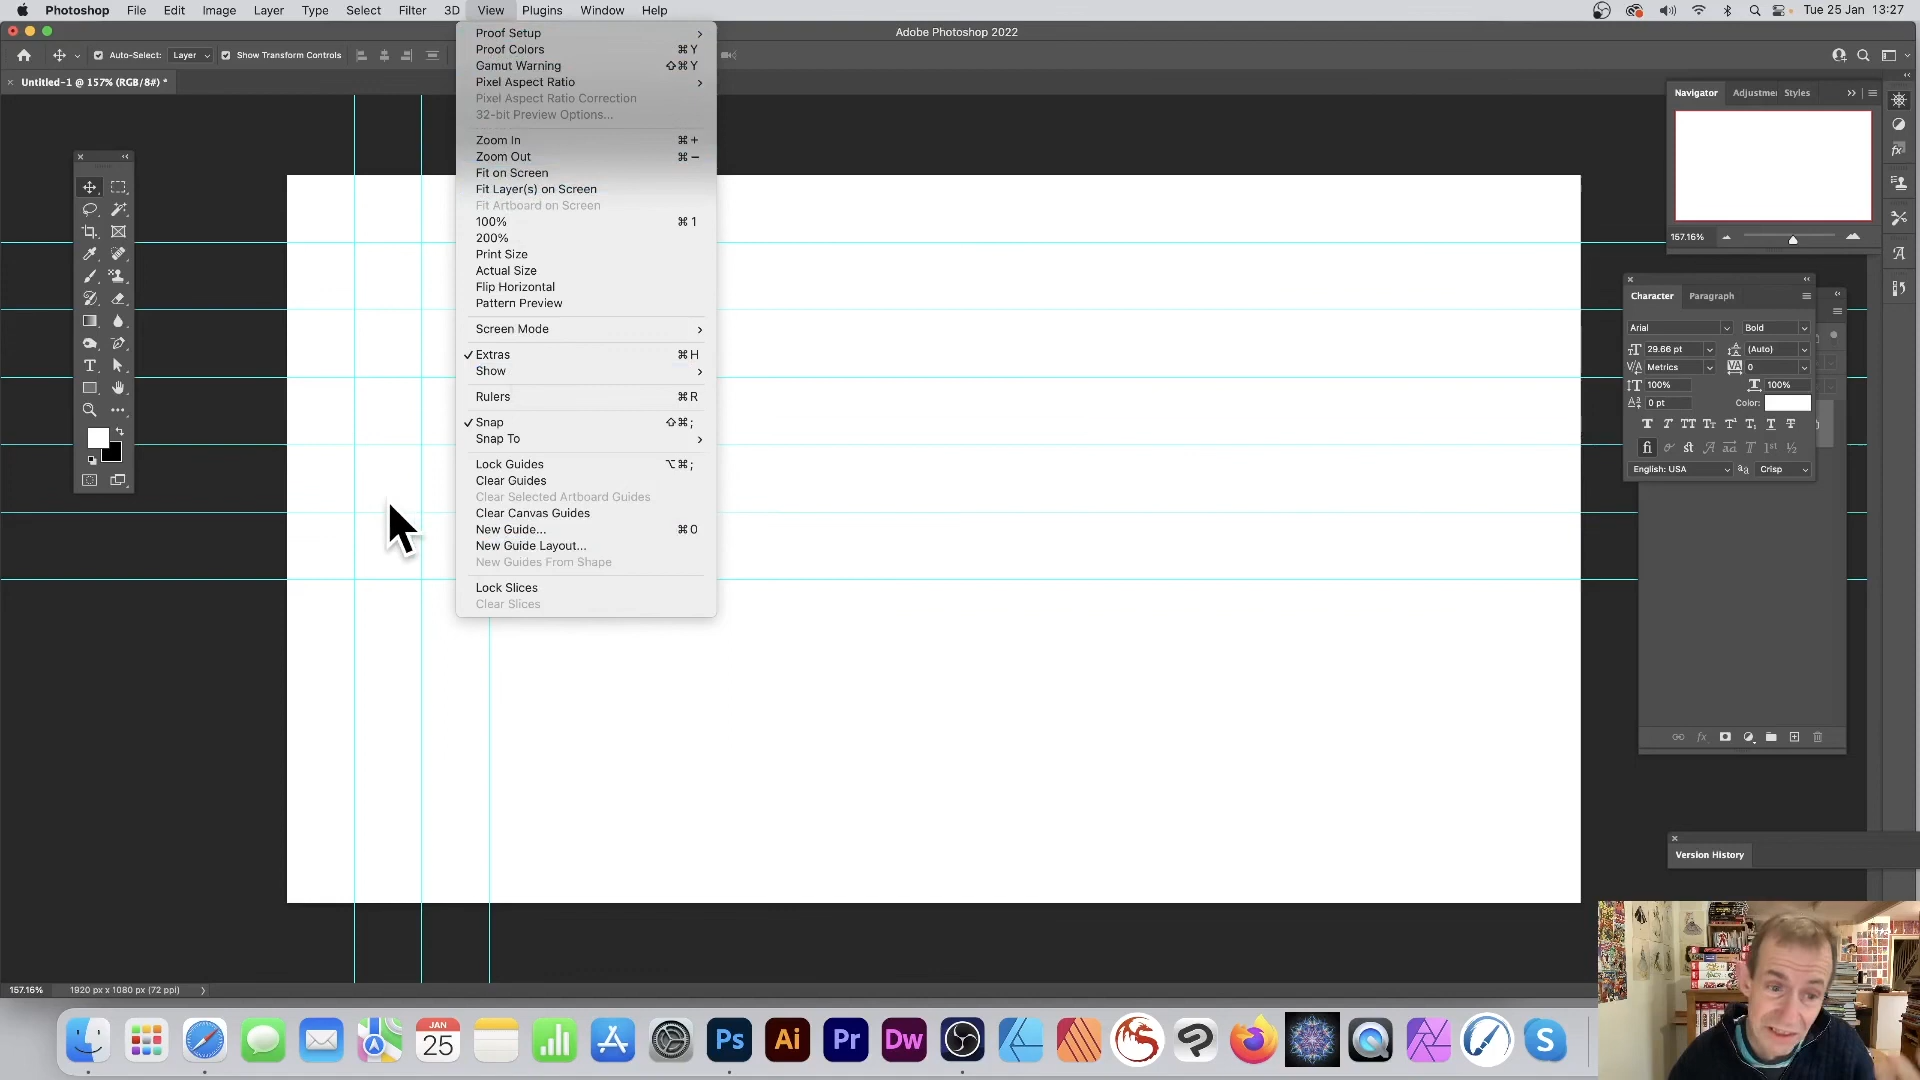 Photoshop File Edit Image Layer Type Select Filter 3D View Plugins Window Help Tue 25 Jan 13:27
Adobe Photoshop 2022
Auto-Select: Layer Show Transform Controls
Untitled-1 @ 157% (RGB/8#) *
Proof Setup
Proof Colors ⌘Y
Gamut Warning ⇧⌘Y
Pixel Aspect Ratio
Pixel Aspect Ratio Correction
32-bit Preview Options...
Zoom In ⌘+
Zoom Out ⌘−
Fit on Screen
Fit Layer(s) on Screen
Fit Artboard on Screen
100% ⌘1
200%
Print Size
Actual Size
Flip Horizontal
Pattern Preview
Screen Mode
Extras ⌘H
Show
Rulers ⌘R
Snap ⇧⌘;
Snap To
Lock Guides ⌥⌘;
Clear Guides
Clear Selected Artboard Guides
Clear Canvas Guides
New Guide... ⌘O
New Guide Layout...
New Guides From Shape
Lock Slices
Clear Slices
Navigator Adjustme Styles
157.16%
Character Paragraph
Arial Bold
29.66 pt (Auto)
Metrics 0
100% 100%
0 pt Color:
English: USA Crisp
Version History
157.16% 1920 px x 1080 px (72 ppi)
JAN
25
Ps Ai Pr Dw